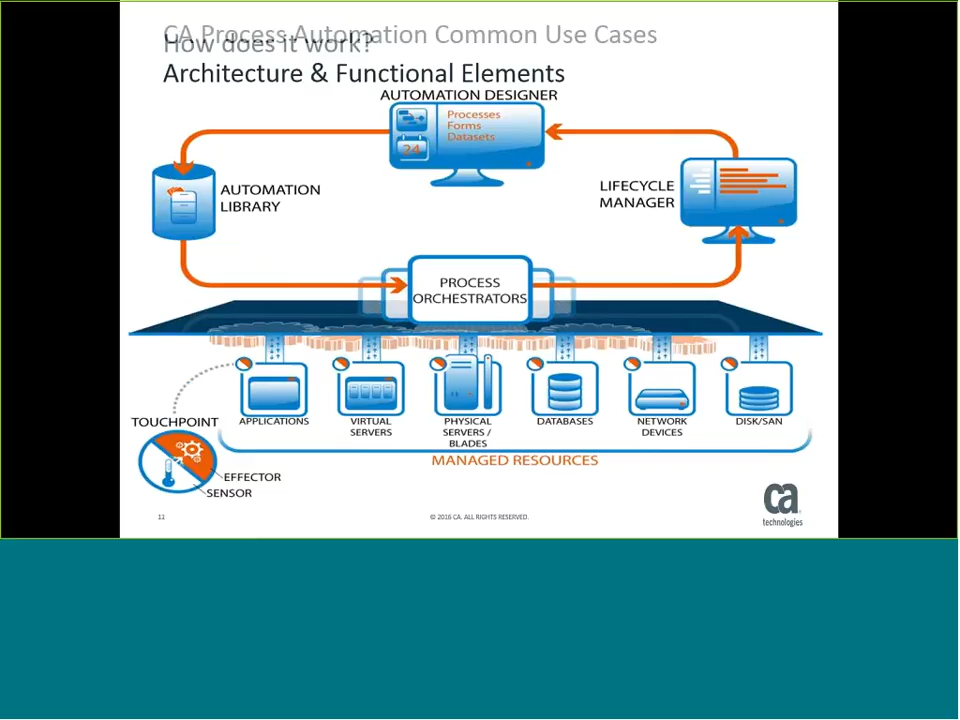 CA Process Automation Common Use Cases
How does it work?
Architecture & Functional Elements
AUTOMATION DESIGNER
Processes
Forms
Datasets
24
AUTOMATION
LIBRARY
LIFECYCLE
MANAGER
PROCESS
ORCHESTRATORS
APPLICATIONS
VIRTUAL
SERVERS
PHYSICAL
SERVERS /
BLADES
DATABASES
NETWORK
DEVICES
DISK/SAN
TOUCHPOINT
MANAGED RESOURCES
EFFECTOR
SENSOR
11
© 2016 CA. ALL RIGHTS RESERVED.
ca
technologies